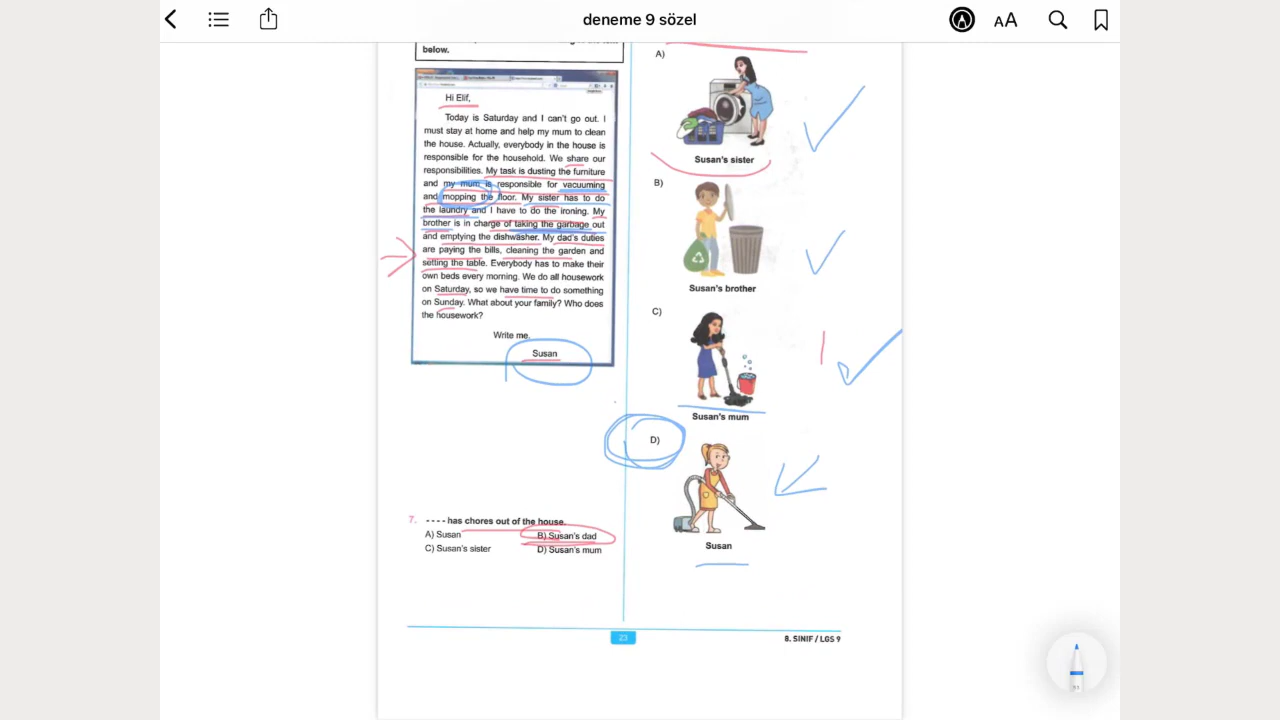 deneme 9 sözel
AA
below.
Hi Elif,
Today is Saturday and I can't go out. I
must stay at home and help my mum to clean
the house. Actually, everybody in the house is
responsible for the household. We share our
responsibilities. My task is dusting the furniture
and my mum is responsible for vacuuming
and mopping the floor. My sister has to do
the laundry and I have to do the ironing. My
brother is in charge of taking the garbage out
and emptying the dishwasher. My dad's duties
are paying the bills, cleaning the garden and
setting the table. Everybody has to make their
own beds every morning. We do all housework
on Saturday, so we have time to do something
on Sunday. What about your family? Who does
the housework?
Write me.
Susan
7. ---- has chores out of the house.
A) Susan B) Susan's dad
C) Susan's sister D) Susan's mum
A)
Susan's sister
B)
Susan's brother
C)
Susan's mum
D)
Susan
23
8. SINIF / LGS 9